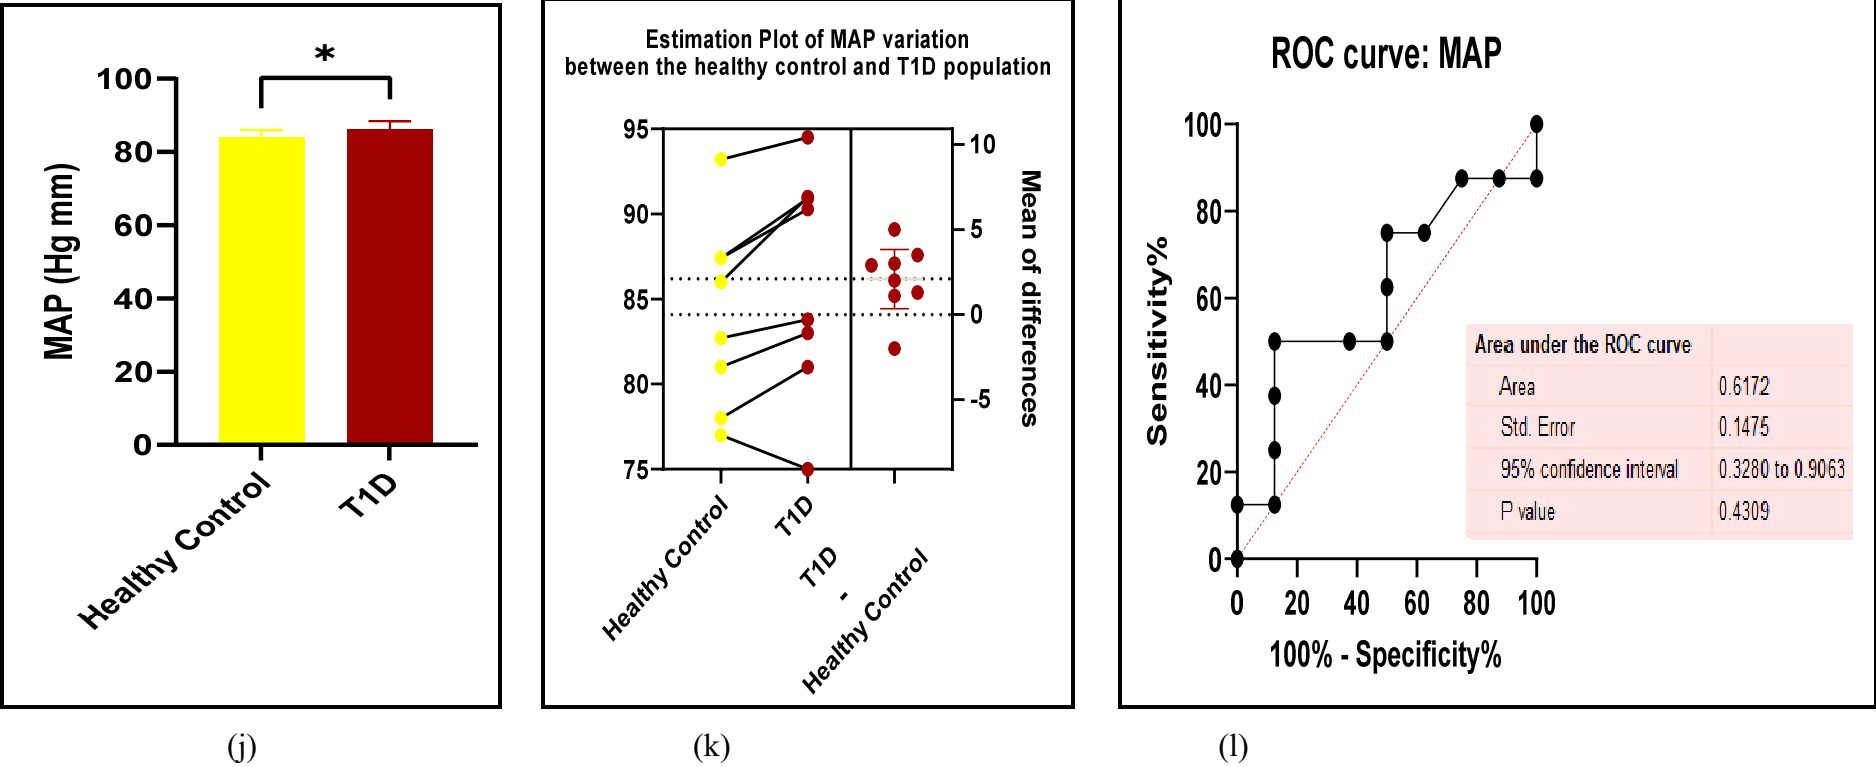 *
100
80
60
40
20
0
MAP (Hg mm)
Healthy Control
T1D
(j)
Estimation Plot of MAP variation
between the healthy control and T1D population
95
90
85
80
75
10
5
0
-5
Mean of differences
Healthy Control
T1D
T1D
-
Healthy Control
(k)
ROC curve: MAP
100
80
60
40
20
0
Sensitivity%
0 20 40 60 80 100
100% - Specificity%
Area under the ROC curve
Area 0.6172
Std. Error 0.1475
95% confidence interval 0.3280 to 0.9063
P value 0.4309
(l)